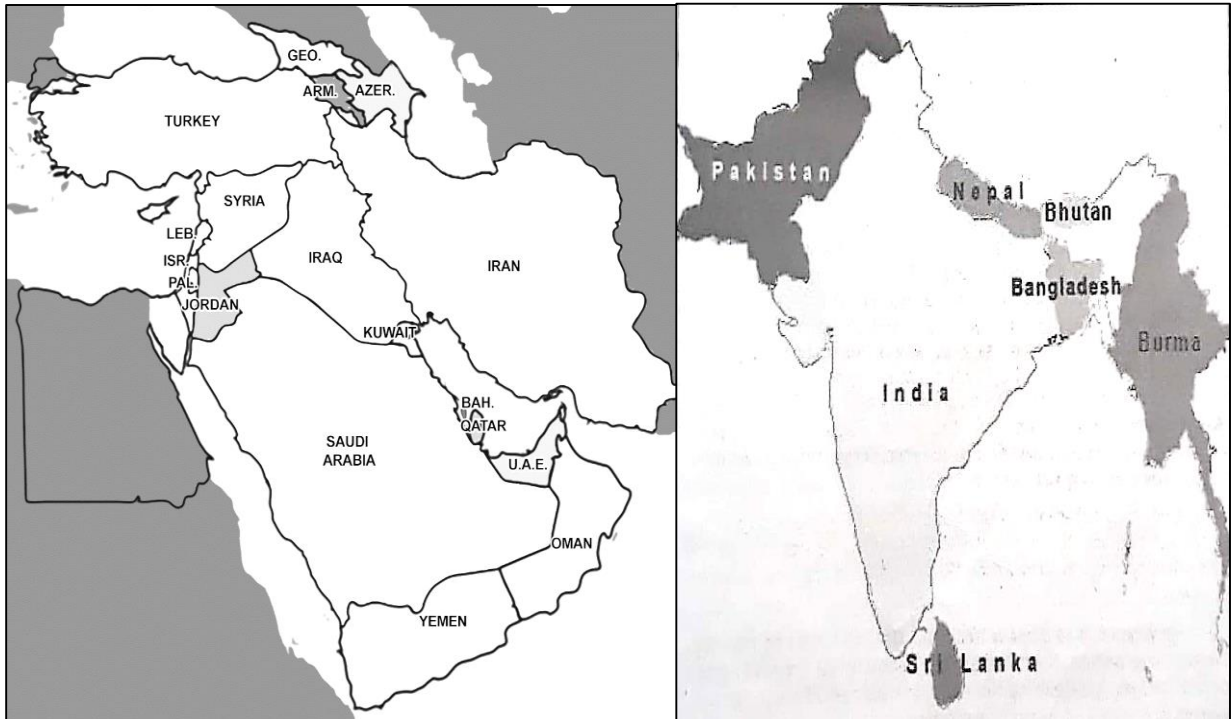 GEO.
ARM.
AZER.
TURKEY
SYRIA
LEB.
ISR.
PAL.
JORDAN
IRAQ
IRAN
KUWAIT
BAH.
QATAR
SAUDI
ARABIA
U.A.E.
OMAN
YEMEN
Pakistan
Nepal
Bhutan
Bangladesh
Burma
India
Sri Lanka